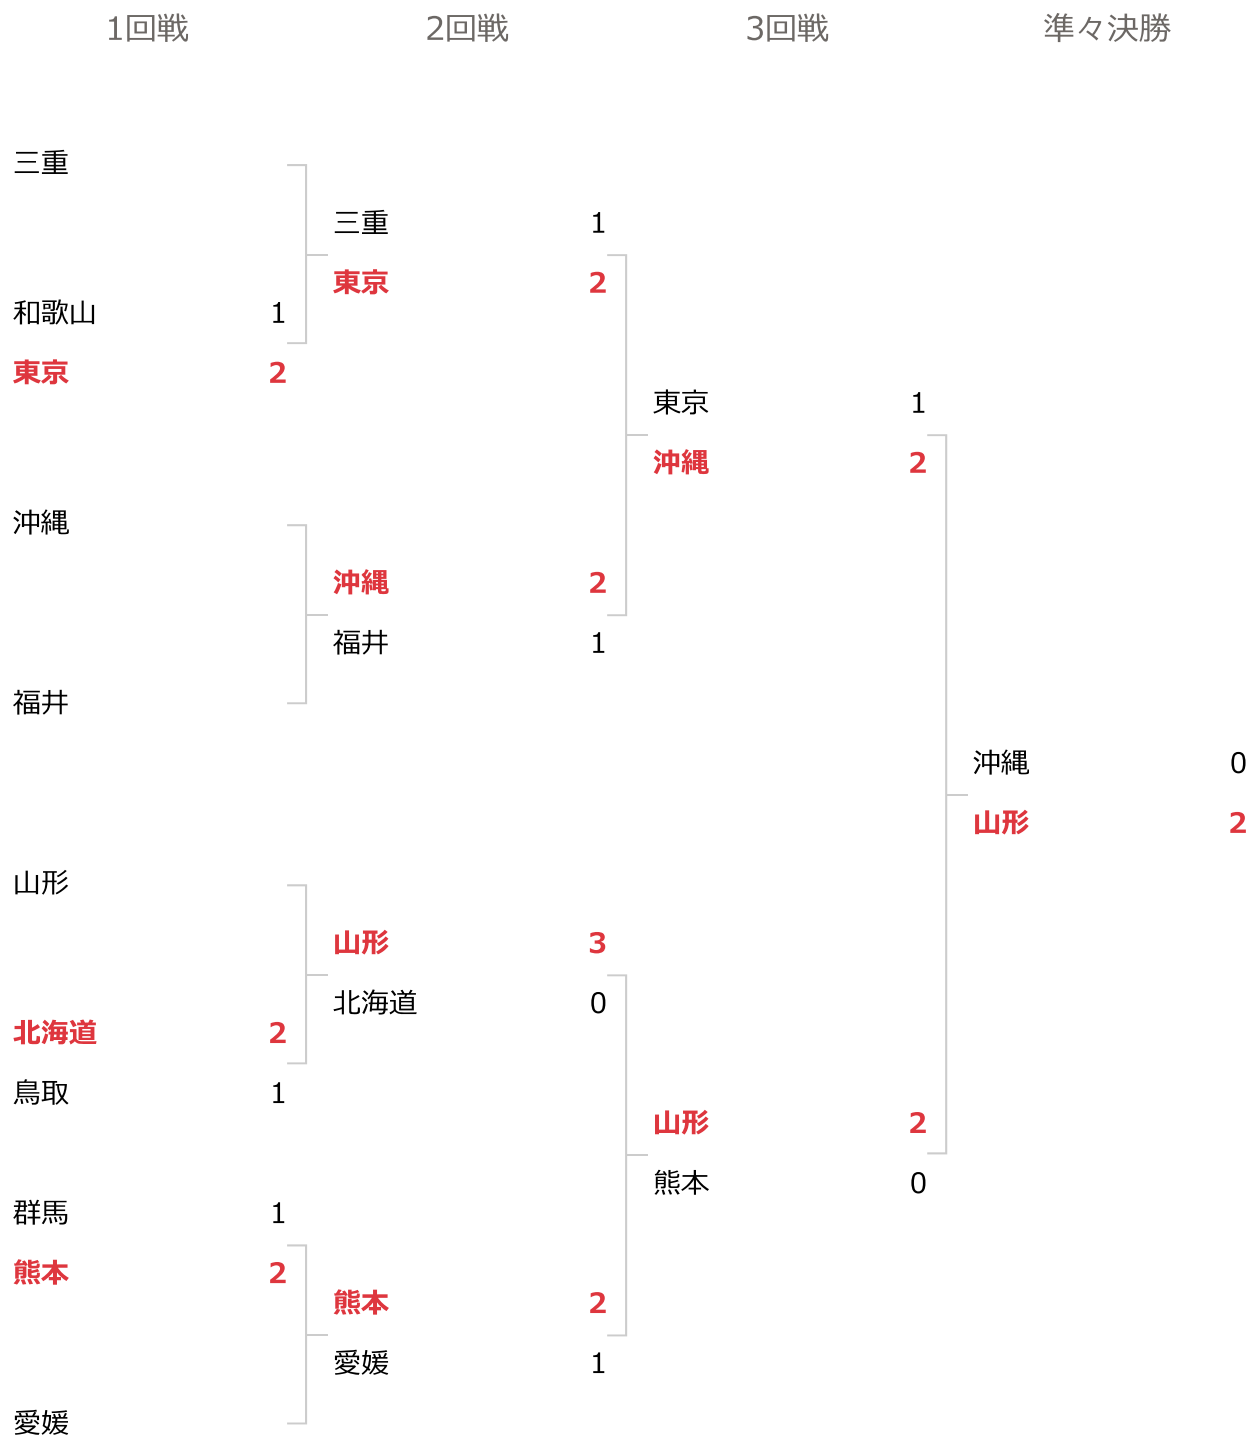 1回戦 2回戦 3回戦 準々決勝
三重
三重 1
東京 2
和歌山 1
東京 2
東京 1
沖縄 2
沖縄
沖縄 2
福井 1
福井
沖縄 0
山形 2
山形
山形 3
北海道 0
北海道 2
鳥取 1
山形 2
熊本 0
群馬 1
熊本 2
熊本 2
愛媛 1
愛媛